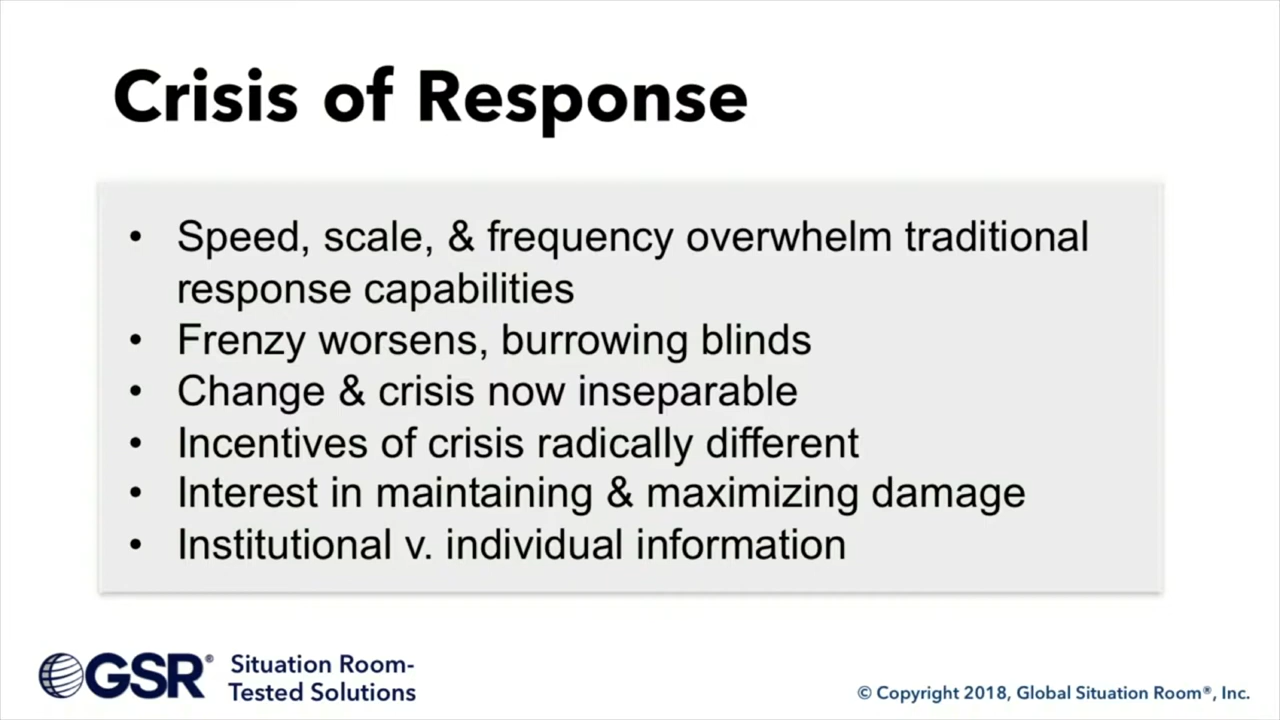 Crisis of Response
• Speed, scale, & frequency overwhelm traditional
response capabilities
• Frenzy worsens, burrowing blinds
• Change & crisis now inseparable
• Incentives of crisis radically different
• Interest in maintaining & maximizing damage
• Institutional v. individual information
GSR®
Situation Room-
Tested Solutions
© Copyright 2018, Global Situation Room®, Inc.